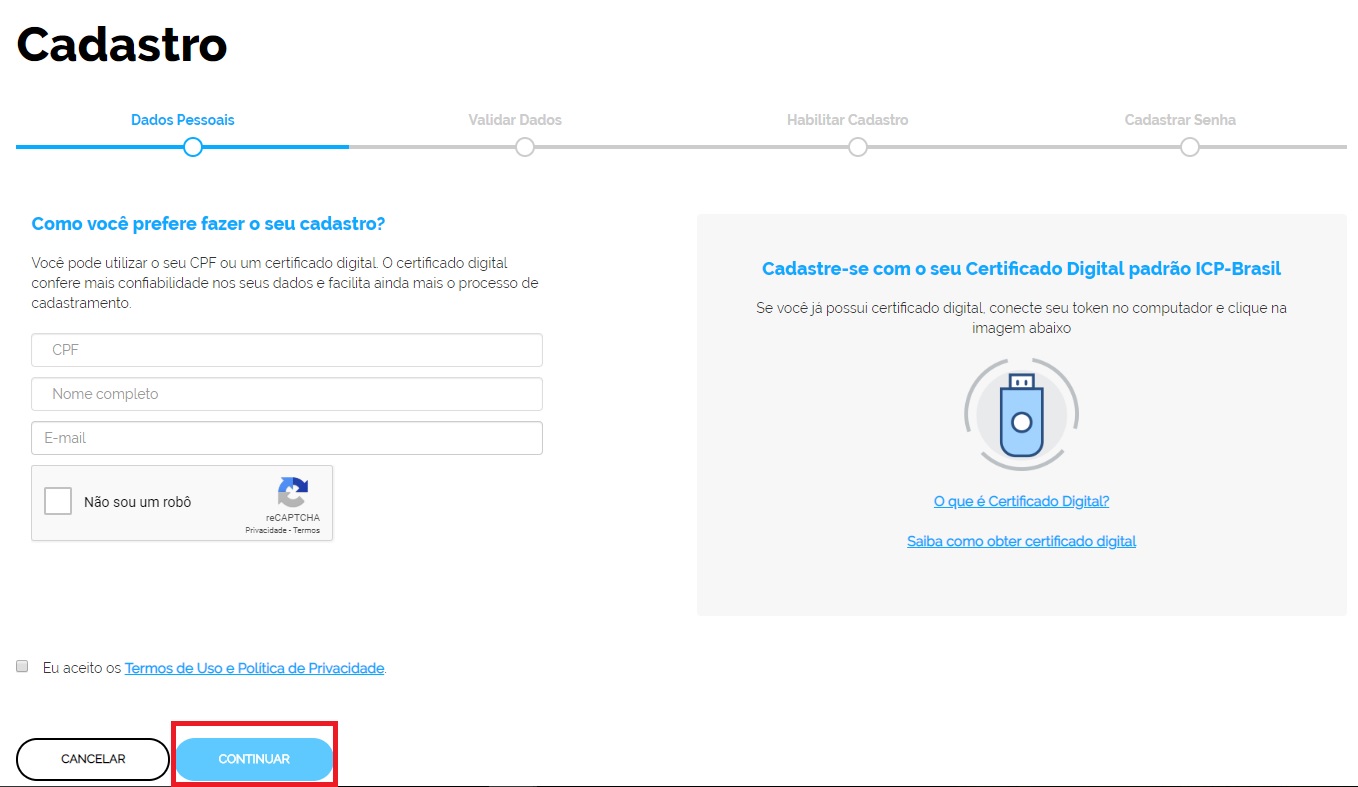 Cadastro
Dados Pessoais
Validar Dados
Habilitar Cadastro
Cadastrar Senha
Como você prefere fazer o seu cadastro?
Você pode utilizar o seu CPF ou um certificado digital. O certificado digital
confere mais confiabilidade nos seus dados e facilita ainda mais o processo de
cadastramento.
CPF
Nome completo
E-mail
Não sou um robô
reCAPTCHA
Privacidade - Termos
Cadastre-se com o seu Certificado Digital padrão ICP-Brasil
Se você já possui certificado digital, conecte seu token no computador e clique na
imagem abaixo
O que é Certificado Digital?
Saiba como obter certificado digital
Eu aceito os Termos de Uso e Política de Privacidade.
CANCELAR
CONTINUAR